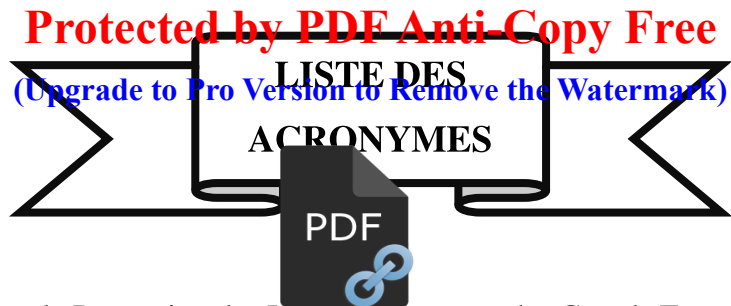 Protected by PDF Anti-Copy Free
LISTE DES
(Upgrade to Pro Version to Remove the Watermark)
ACRONYMES
PDF